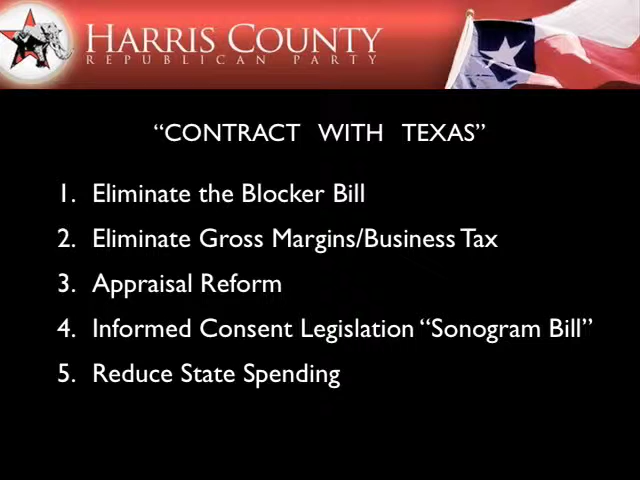 HARRIS COUNTY
REPUBLICAN PARTY
“CONTRACT WITH TEXAS”
1. Eliminate the Blocker Bill
2. Eliminate Gross Margins/Business Tax
3. Appraisal Reform
4. Informed Consent Legislation “Sonogram Bill”
5. Reduce State Spending